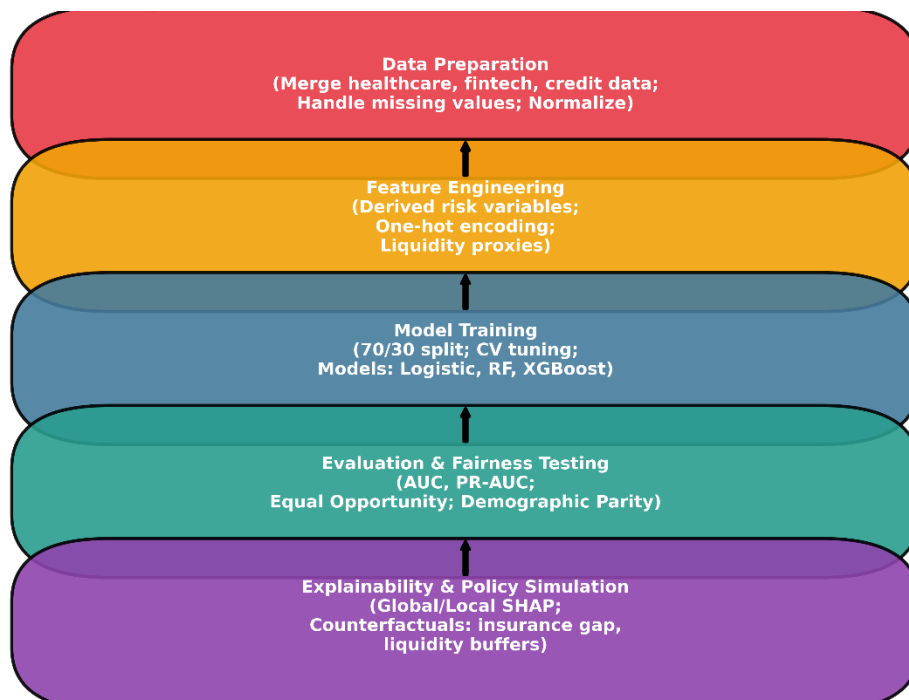 Data Preparation
(Merge healthcare, fintech, credit data;
Handle missing values; Normalize)
Feature Engineering
(Derived risk variables;
One-hot encoding;
Liquidity proxies)
Model Training
(70/30 split; CV tuning;
Models: Logistic, RF, XGBoost)
Evaluation & Fairness Testing
(AUC, PR-AUC;
Equal Opportunity; Demographic Parity)
Explainability & Policy Simulation
(Global/Local SHAP;
Counterfactuals: insurance gap,
liquidity buffers)